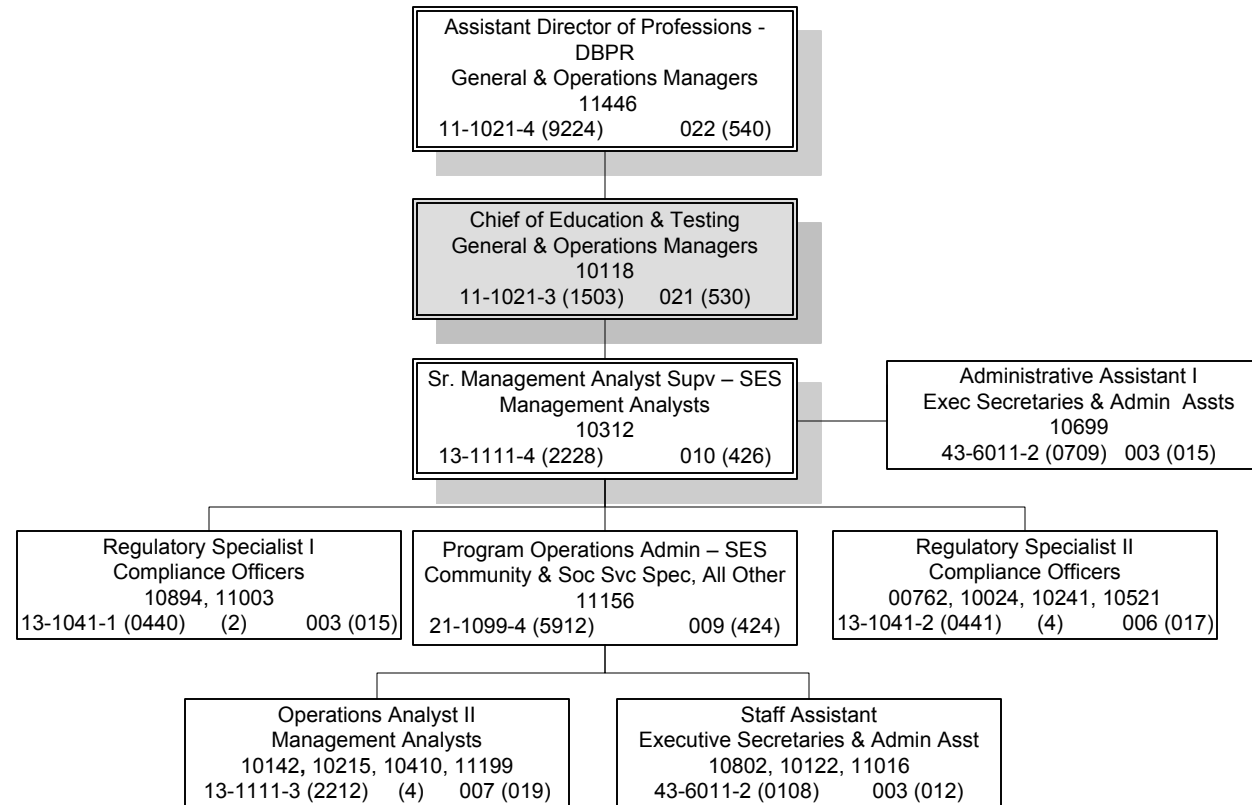 Assistant Director of Professions -
DBPR
General & Operations Managers
11446
11-1021-4 (9224) 022 (540)
Chief of Education & Testing
General & Operations Managers
10118
11-1021-3 (1503) 021 (530)
Sr. Management Analyst Supv – SES
Management Analysts
10312
13-1111-4 (2228) 010 (426)
Administrative Assistant I
Exec Secretaries & Admin Assts
10699
43-6011-2 (0709) 003 (015)
Regulatory Specialist I
Compliance Officers
10894, 11003
13-1041-1 (0440) (2) 003 (015)
Program Operations Admin – SES
Community & Soc Svc Spec, All Other
11156
21-1099-4 (5912) 009 (424)
Regulatory Specialist II
Compliance Officers
00762, 10024, 10241, 10521
13-1041-2 (0441) (4) 006 (017)
Operations Analyst II
Management Analysts
10142, 10215, 10410, 11199
13-1111-3 (2212) (4) 007 (019)
Staff Assistant
Executive Secretaries & Admin Asst
10802, 10122, 11016
43-6011-2 (0108) 003 (012)